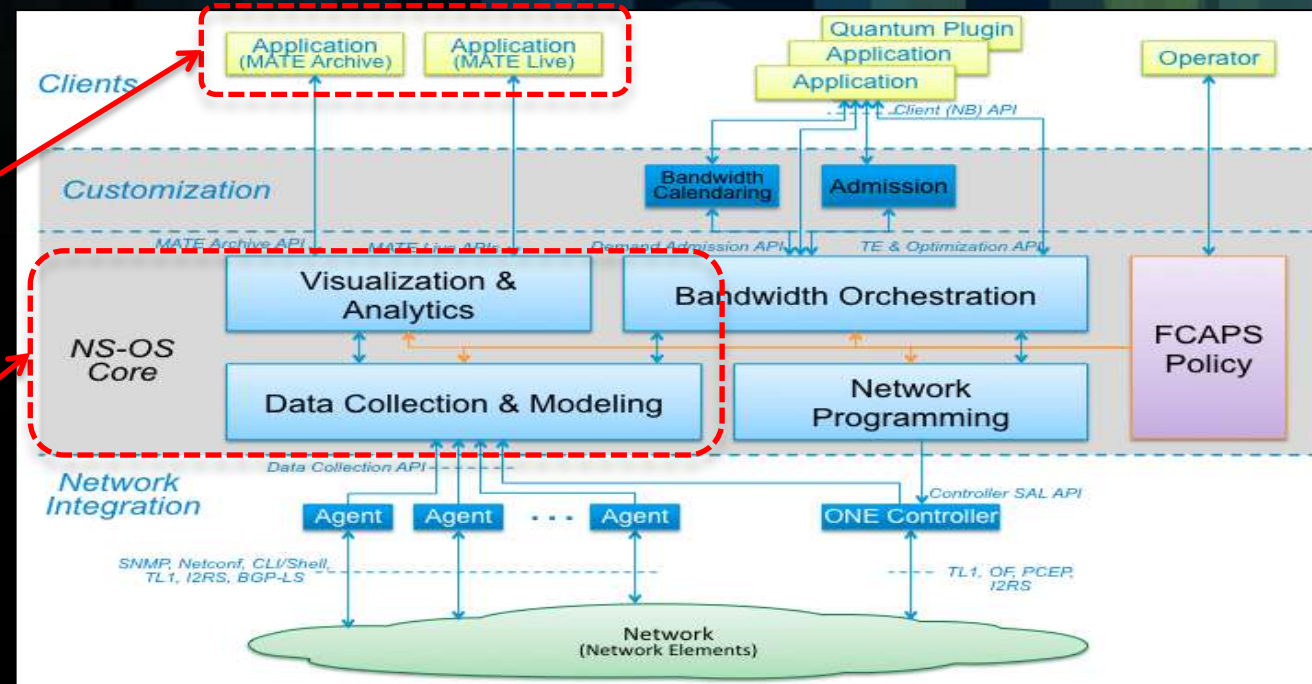 Clients
Application
(MATE Archive)
Application
(MATE Live)
Quantum Plugin
Application
Application
Operator
Client (NB) API
Customization
Bandwidth
Calendaring
Admission
MATE Archive API
MATE Live APIs
Demand Admission API
TE & Optimization API
NS-OS
Core
Visualization &
Analytics
Bandwidth Orchestration
FCAPS
Policy
Data Collection & Modeling
Network
Programming
Network
Integration
Data Collection API
Controller SAL API
Agent
Agent
• • •
Agent
ONE Controller
SNMP, Netconf, CLI/Shell,
TL1, I2RS, BGP-LS
TL1, OF, PCEP,
I2RS
Network
(Network Elements)